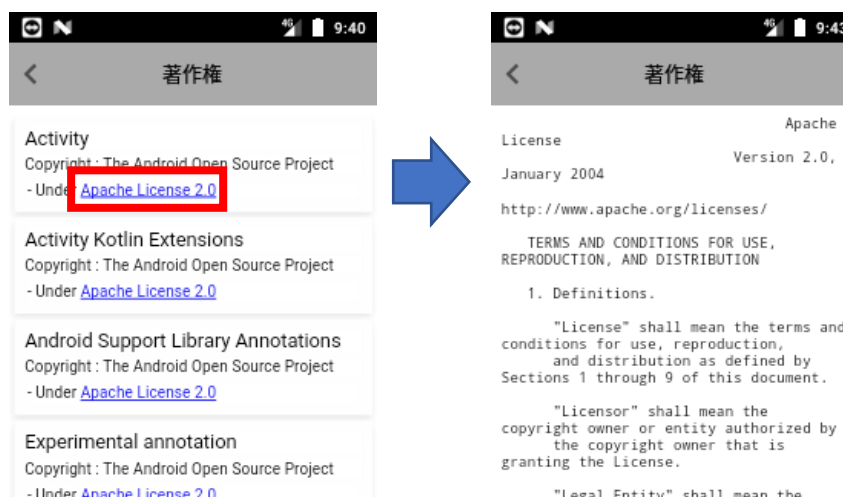 4G 9:40
著作権
Activity
Copyright : The Android Open Source Project
- Under Apache License 2.0
Activity Kotlin Extensions
Copyright : The Android Open Source Project
- Under Apache License 2.0
Android Support Library Annotations
Copyright : The Android Open Source Project
- Under Apache License 2.0
Experimental annotation
Copyright : The Android Open Source Project
- Under Apache License 2.0
4G 9:43
著作権
Apache
License
Version 2.0,
January 2004
http://www.apache.org/licenses/
TERMS AND CONDITIONS FOR USE,
REPRODUCTION, AND DISTRIBUTION
1. Definitions.
"License" shall mean the terms and
conditions for use, reproduction,
and distribution as defined by
Sections 1 through 9 of this document.
"Licensor" shall mean the
copyright owner or entity authorized by
the copyright owner that is
granting the License.
"Legal Entity" shall mean the